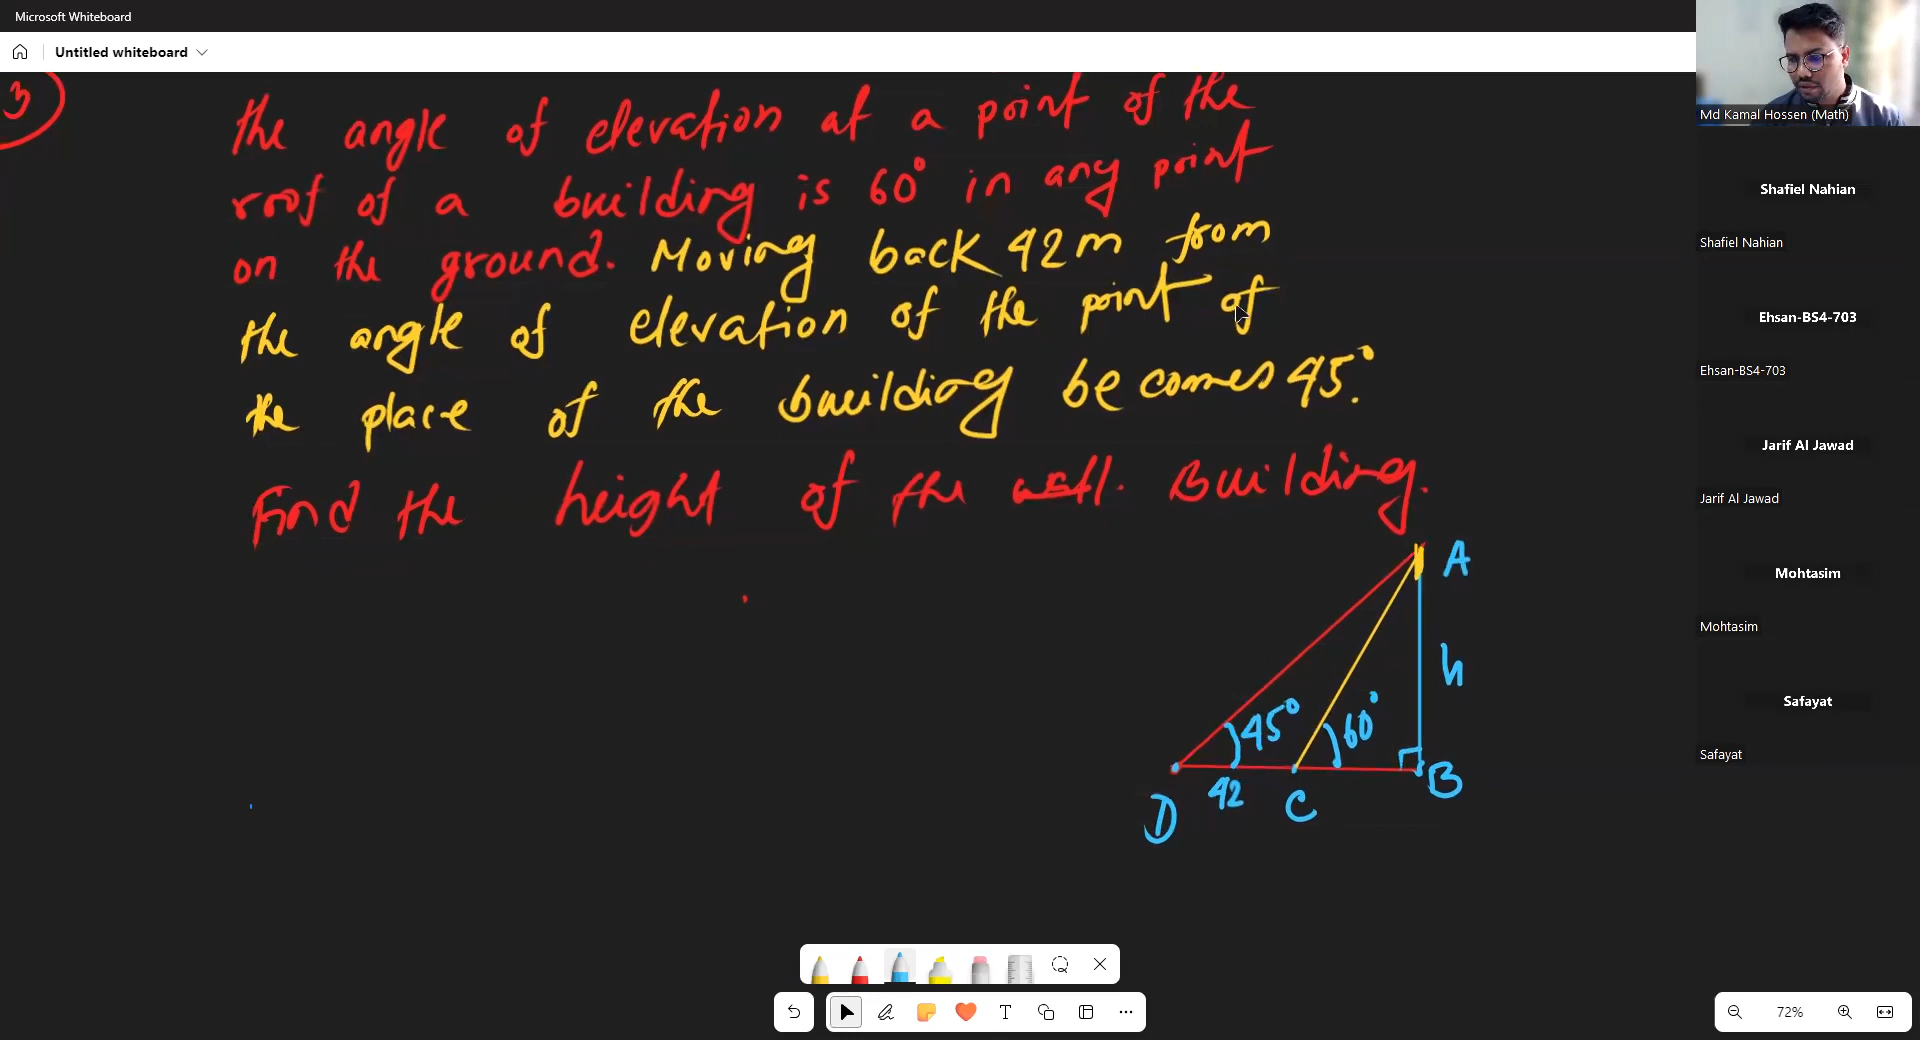 Microsoft Whiteboard
Untitled whiteboard
3
the angle of elevation at a point of the
roof of a building is 60° in any point
on the ground. Moving back 42m from
the angle of elevation of the point of
the place of the building becomes 45°.
Find the height of the wall. Building.
A
h
45° 60°
B
42
D C
Md Kamal Hossen (Math)
Shafiel Nahian
Shafiel Nahian
Ehsan-BS4-703
Ehsan-BS4-703
Jarif Al Jawad
Jarif Al Jawad
Mohtasim
Mohtasim
Safayat
Safayat
T
72%